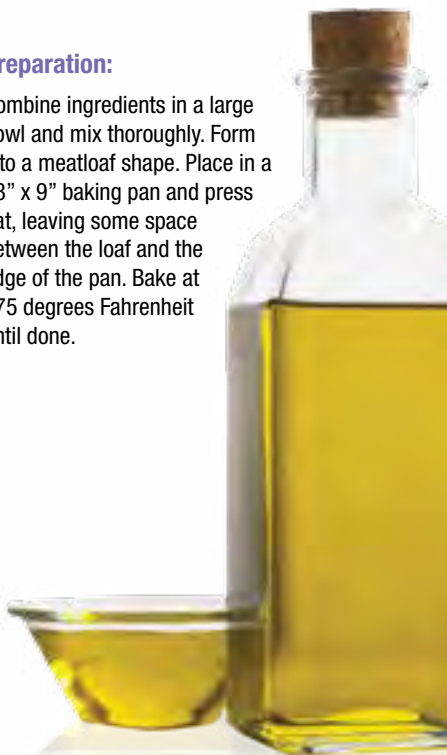 reparation:
ombine ingredients in a large
owl and mix thoroughly. Form
to a meatloaf shape. Place in a
3” x 9” baking pan and press
at, leaving some space
etween the loaf and the
dge of the pan. Bake at
75 degrees Fahrenheit
ntil done.